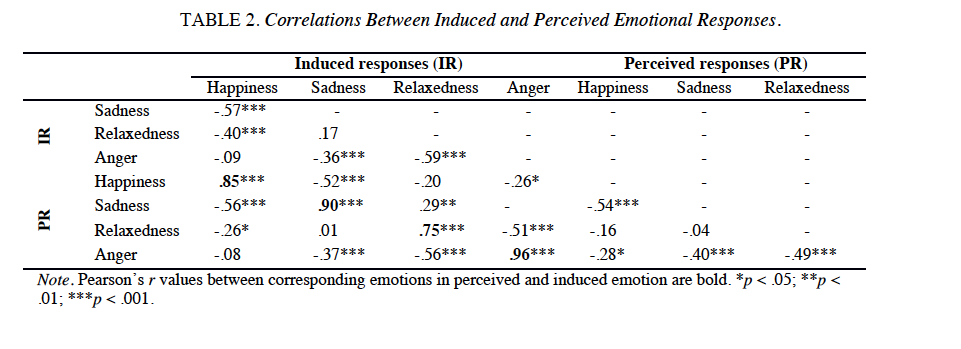 TABLE 2. Correlations Between Induced and Perceived Emotional Responses.
Induced responses (IR) Perceived responses (PR)
Happiness Sadness Relaxedness Anger Happiness Sadness Relaxedness
IR
Sadness -.57*** - - - - - -
Relaxedness -.40*** .17 - - - - -
Anger -.09 -.36*** -.59*** - - - -
PR
Happiness .85*** -.52*** -.20 -.26* - - -
Sadness -.56*** .90*** .29** - -.54*** - -
Relaxedness -.26* .01 .75*** -.51*** -.16 -.04 -
Anger -.08 -.37*** -.56*** .96*** -.28* -.40*** -.49***
Note. Pearson's r values between corresponding emotions in perceived and induced emotion are bold. *p < .05; **p <
.01; ***p < .001.